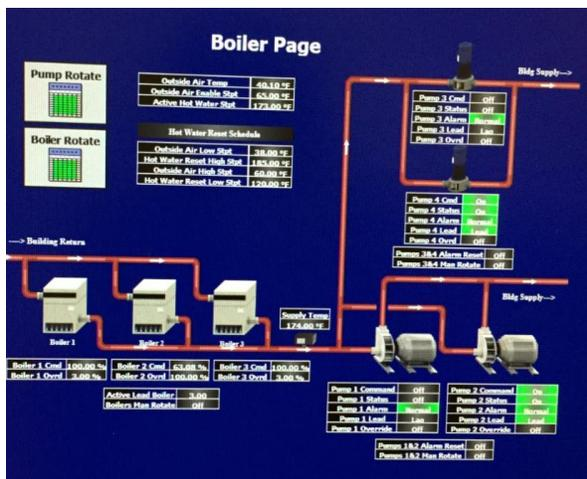 Boiler Page
Pump Rotate
Boiler Rotate
Outside Air Temp 40.10 °F
Outside Air Enable Stpt 65.00 °F
Active Hot Water Stpt 173.00 °F
Hot Water Reset Schedule
Outside Air Low Stpt 38.00 °F
Hot Water Reset High Stpt 185.00 °F
Outside Air High Stpt 60.00 °F
Hot Water Reset Low Stpt 120.00 °F
Bldg Supply--->
Pump 3 Cmd Off
Pump 3 Status Off
Pump 3 Alarm Normal
Pump 3 Lead Lag
Pump 3 Ovrd Off
Pump 4 Cmd On
Pump 4 Status On
Pump 4 Alarm Normal
Pump 4 Lead Lead
Pump 4 Ovrd Off
Pumps 3&4 Alarm Reset Off
Pumps 3&4 Man Rotate Off
----> Building Return
Bldg Supply--->
Boiler 1
Boiler 2
Boiler 3
Supply Temp
174.00 °F
Boiler 1 Cmd 100.00 %
Boiler 1 Ovrd 3.00 %
Boiler 2 Cmd 63.08 %
Boiler 2 Ovrd 100.00 %
Boiler 3 Cmd 100.00 %
Boiler 3 Ovrd 3.00 %
Active Lead Boiler 3.00
Boilers Man Rotate Off
Pump 1 Command Off
Pump 1 Status Off
Pump 1 Alarm Normal
Pump 1 Lead Lag
Pump 1 Override Off
Pump 2 Command On
Pump 2 Status On
Pump 2 Alarm Normal
Pump 2 Lead Lead
Pump 2 Override Off
Pumps 1&2 Alarm Reset Off
Pumps 1&2 Man Rotate Off